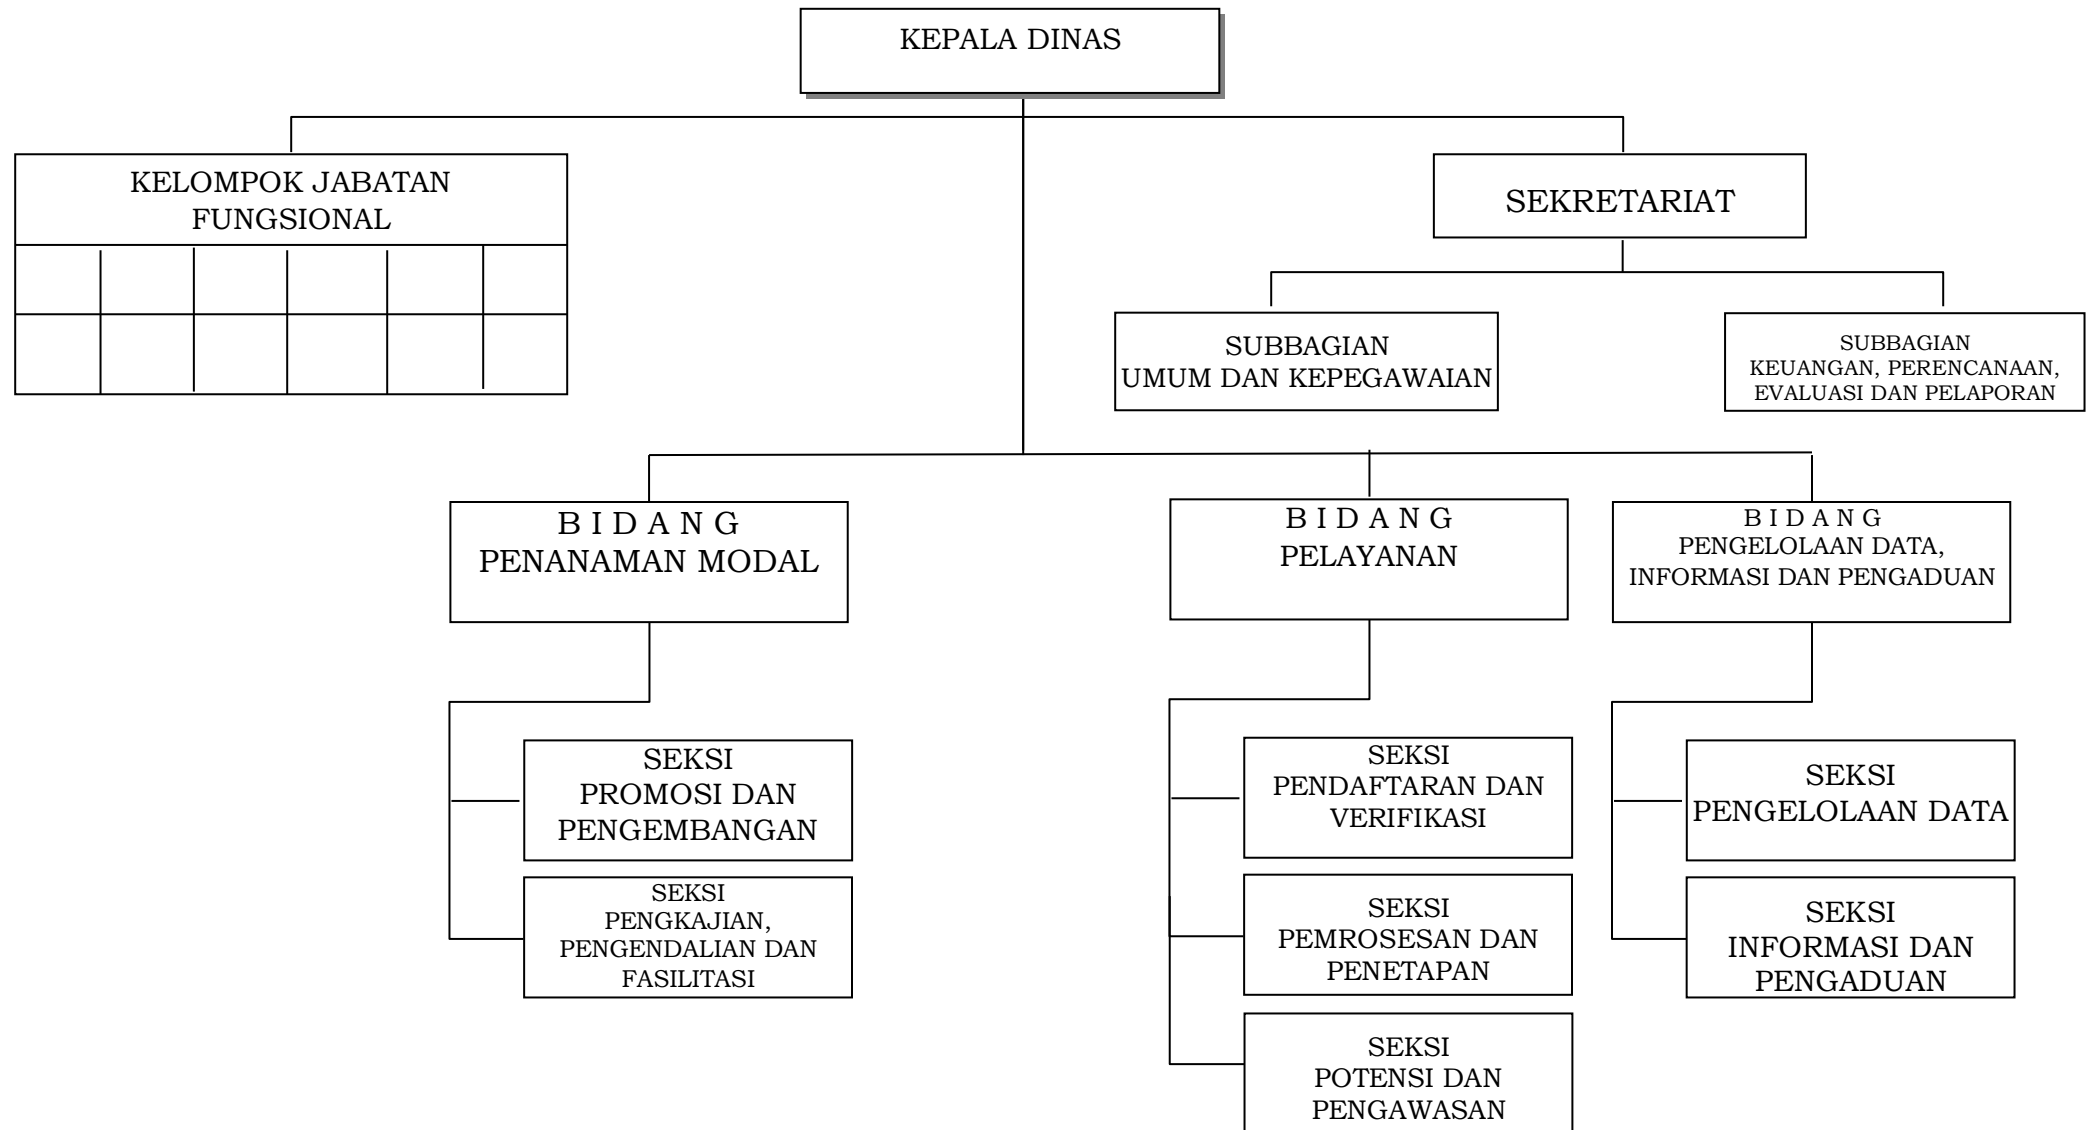 KEPALA DINAS
KELOMPOK JABATAN
FUNGSIONAL
SEKRETARIAT
SUBBAGIAN
UMUM DAN KEPEGAWAIAN
SUBBAGIAN
KEUANGAN, PERENCANAAN,
EVALUASI DAN PELAPORAN
B I D A N G
PENANAMAN MODAL
B I D A N G
PELAYANAN
B I D A N G
PENGELOLAAN DATA,
INFORMASI DAN PENGADUAN
SEKSI
PROMOSI DAN
PENGEMBANGAN
SEKSI
PENGKAJIAN,
PENGENDALIAN DAN
FASILITASI
SEKSI
PENDAFTARAN DAN
VERIFIKASI
SEKSI
PEMROSESAN DAN
PENETAPAN
SEKSI
POTENSI DAN
PENGAWASAN
SEKSI
PENGELOLAAN DATA
SEKSI
INFORMASI DAN
PENGADUAN